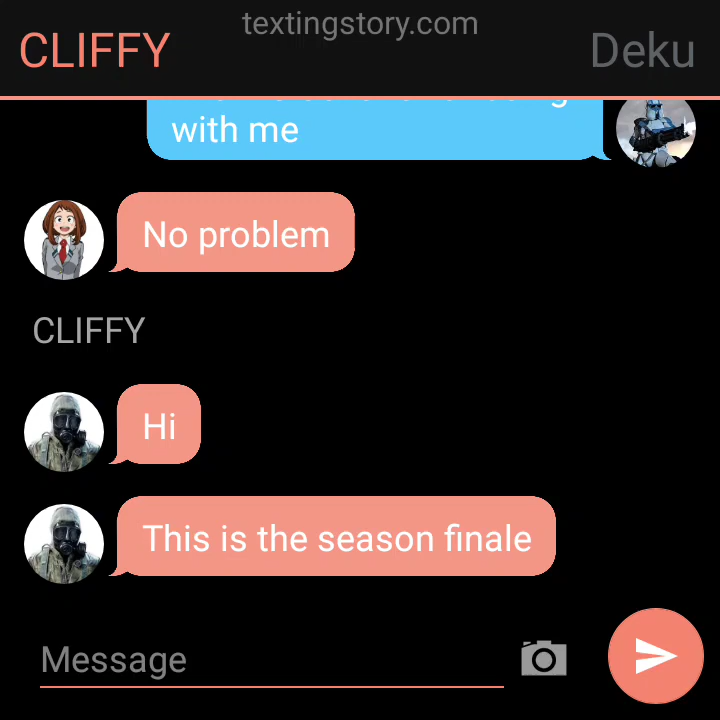 textingstory.com
CLIFFY
Deku
with me
No problem
CLIFFY
Hi
This is the season finale
Message